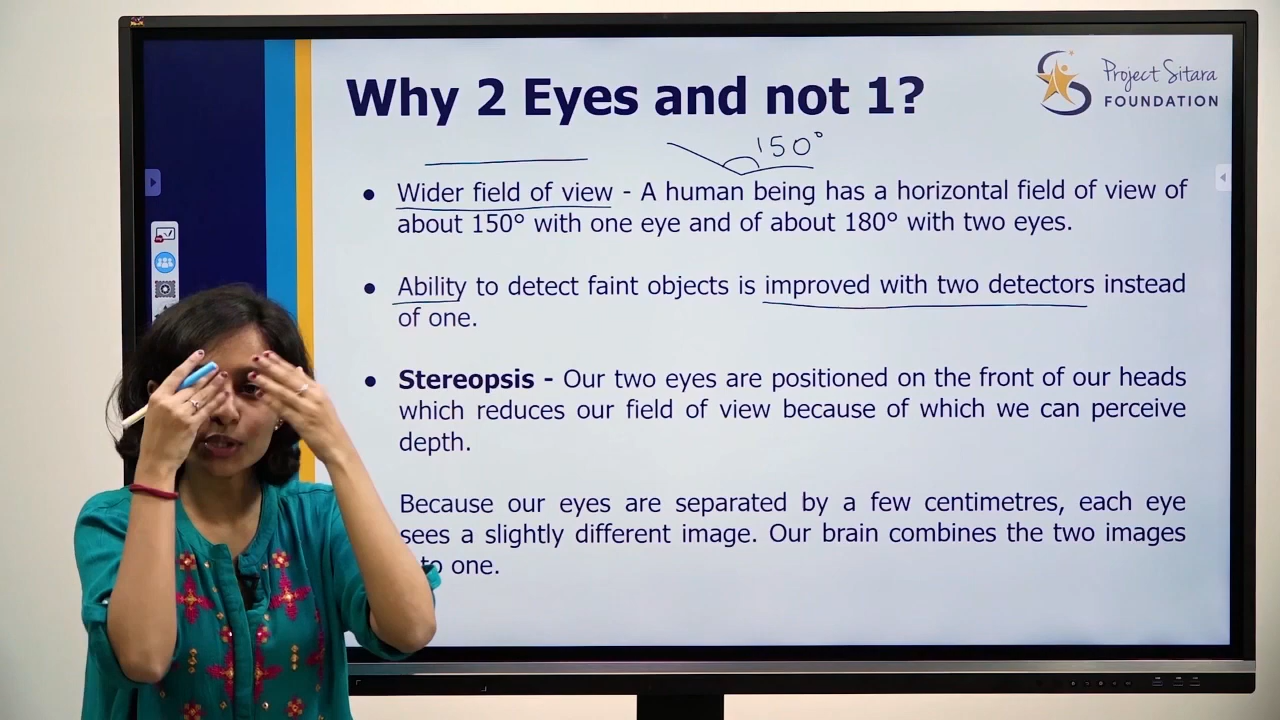 Why 2 Eyes and not 1?
Project Sitara
FOUNDATION
150°
● Wider field of view - A human being has a horizontal field of view of
about 150° with one eye and of about 180° with two eyes.
● Ability to detect faint objects is improved with two detectors instead
of one.
● Stereopsis - Our two eyes are positioned on the front of our heads
which reduces our field of view because of which we can perceive
depth.
Because our eyes are separated by a few centimetres, each eye
sees a slightly different image. Our brain combines the two images
to one.